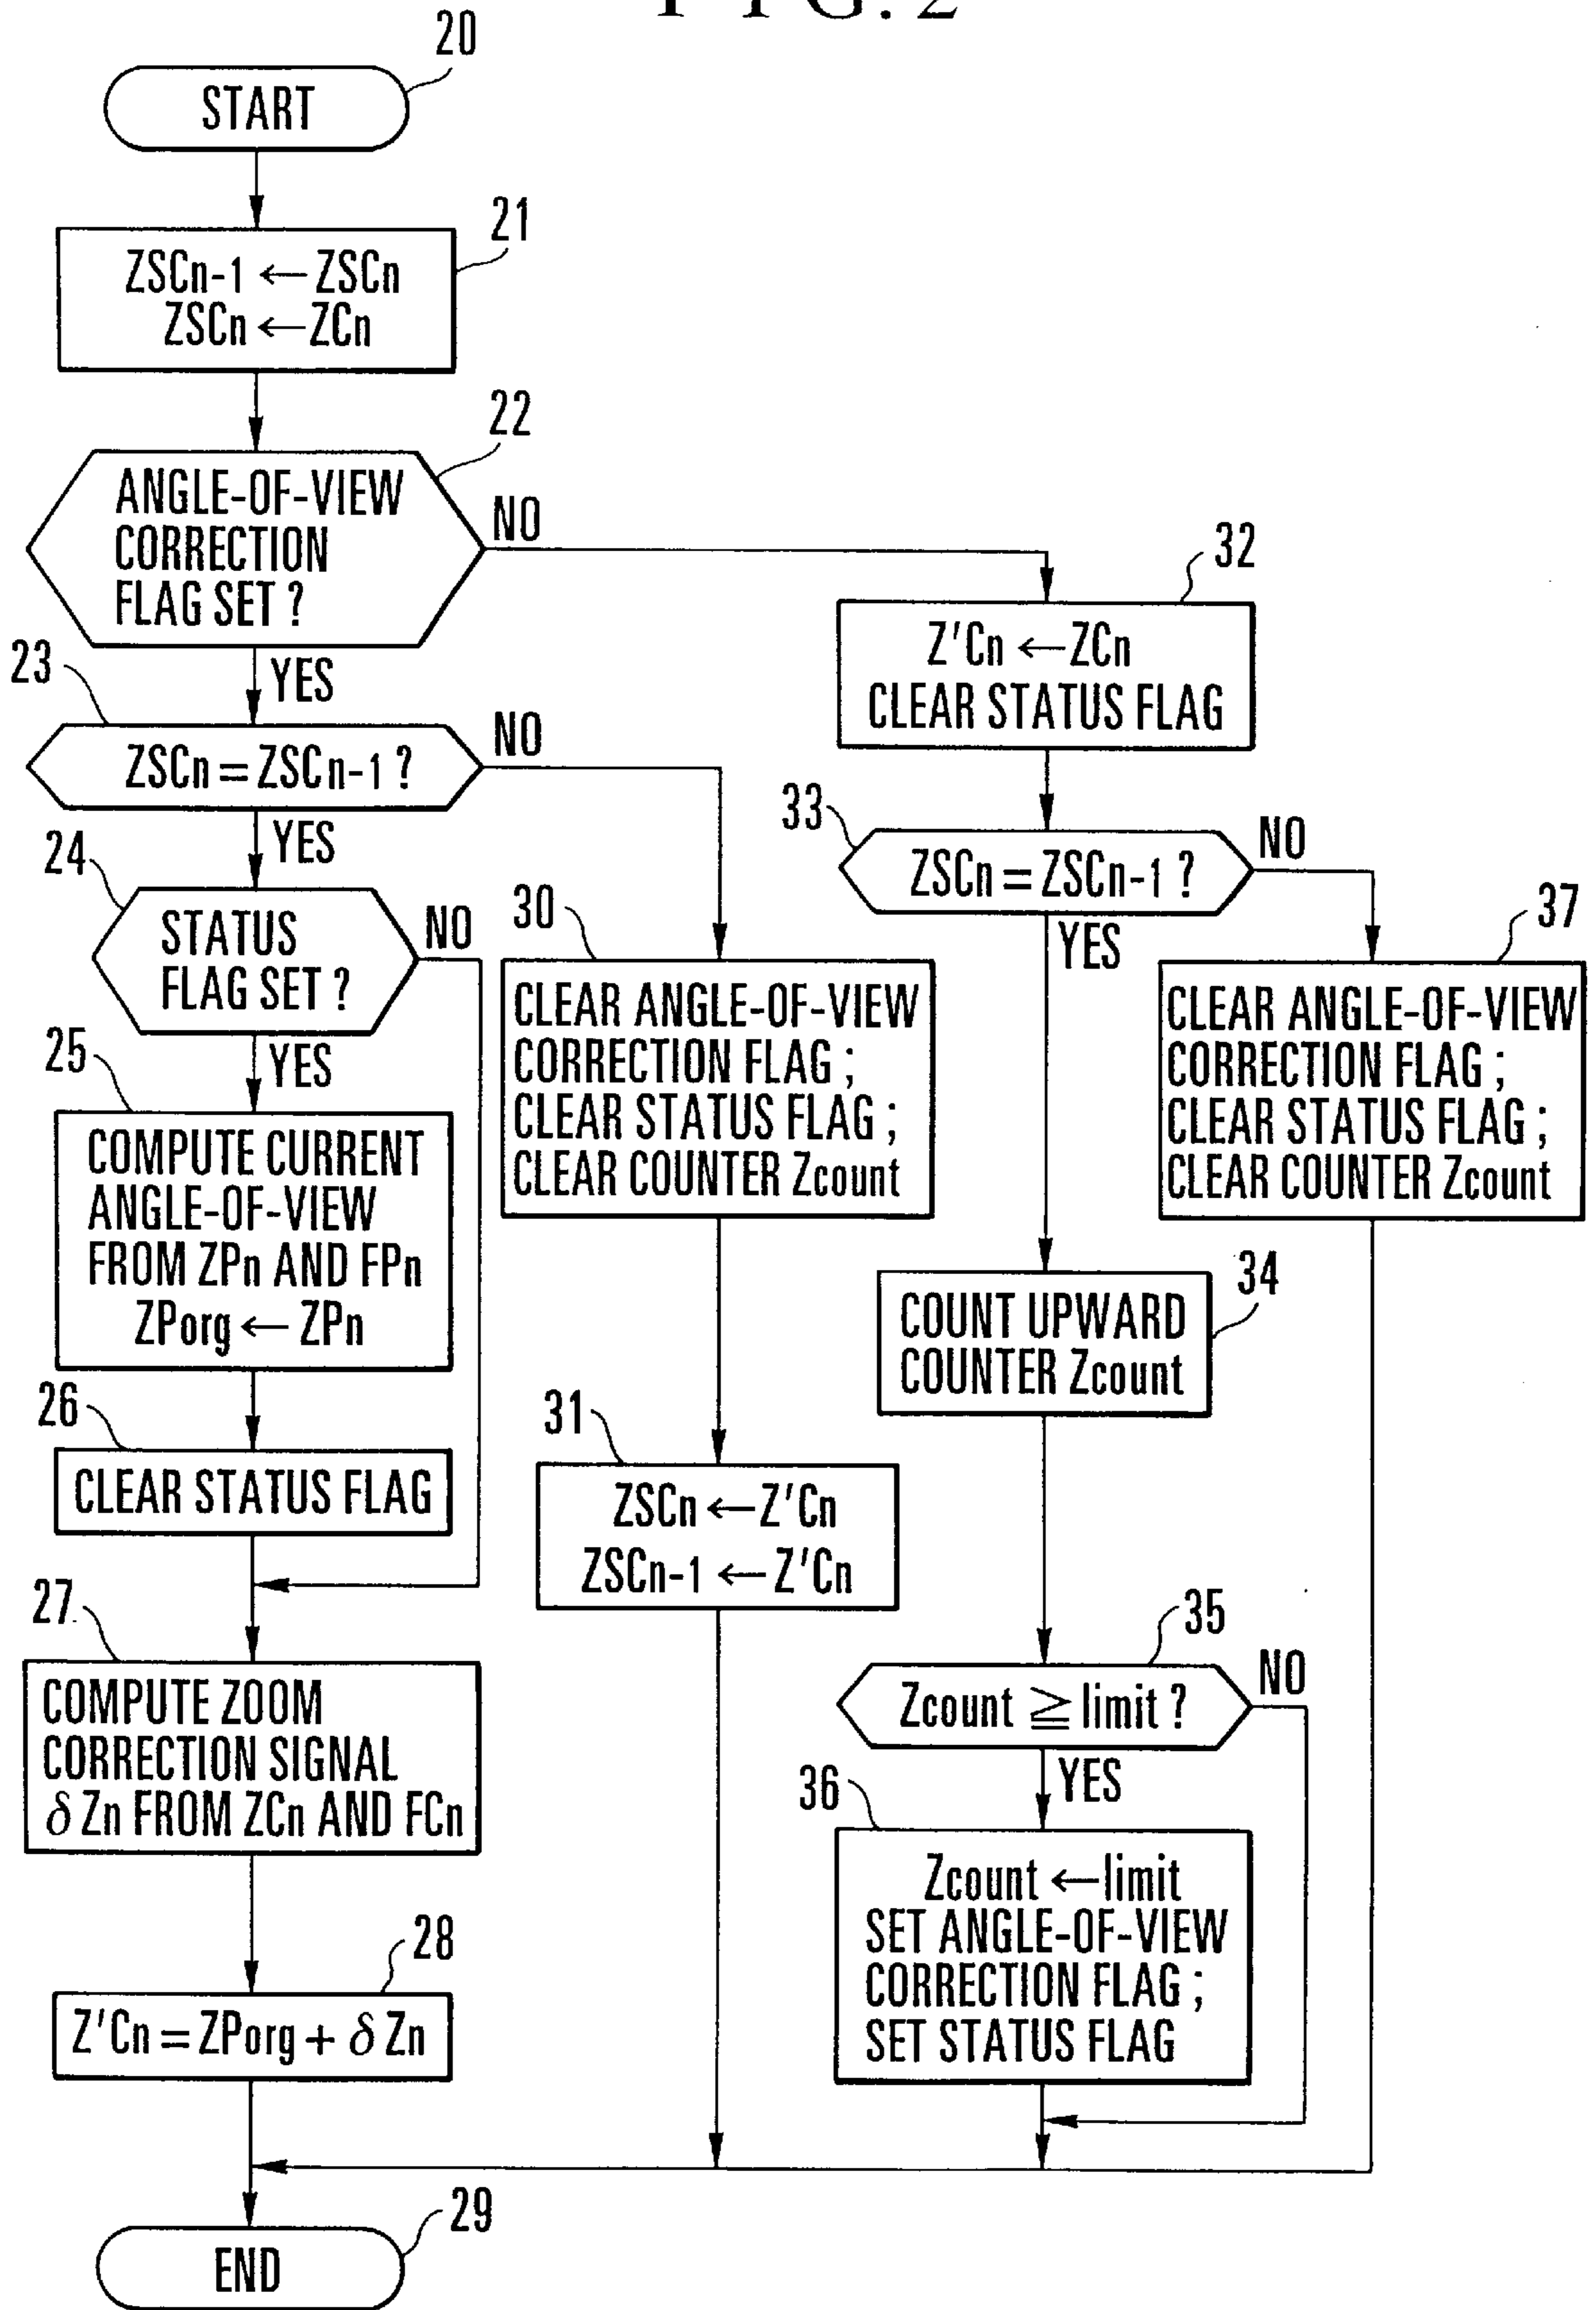 FIG. 2
20
START
21
ZSCn-1 ← ZSCn
ZSCn ← ZCn
22
ANGLE-OF-VIEW
CORRECTION
FLAG SET ?
NO
YES
23
ZSCn = ZSCn-1 ?
NO
YES
24
STATUS
FLAG SET ?
NO
YES
25
COMPUTE CURRENT
ANGLE-OF-VIEW
FROM ZPn AND FPn
ZPorg ← ZPn
26
CLEAR STATUS FLAG
27
COMPUTE ZOOM
CORRECTION SIGNAL
δ Zn FROM ZCn AND FCn
28
Z'Cn = ZPorg + δ Zn
29
END
30
CLEAR ANGLE-OF-VIEW
CORRECTION FLAG ;
CLEAR STATUS FLAG ;
CLEAR COUNTER Zcount
31
ZSCn ← Z'Cn
ZSCn-1 ← Z'Cn
32
Z'Cn ← ZCn
CLEAR STATUS FLAG
33
ZSCn = ZSCn-1 ?
NO
YES
34
COUNT UPWARD
COUNTER Zcount
35
Zcount ≧ limit ?
NO
YES
36
Zcount ← limit
SET ANGLE-OF-VIEW
CORRECTION FLAG ;
SET STATUS FLAG
37
CLEAR ANGLE-OF-VIEW
CORRECTION FLAG ;
CLEAR STATUS FLAG ;
CLEAR COUNTER Zcount